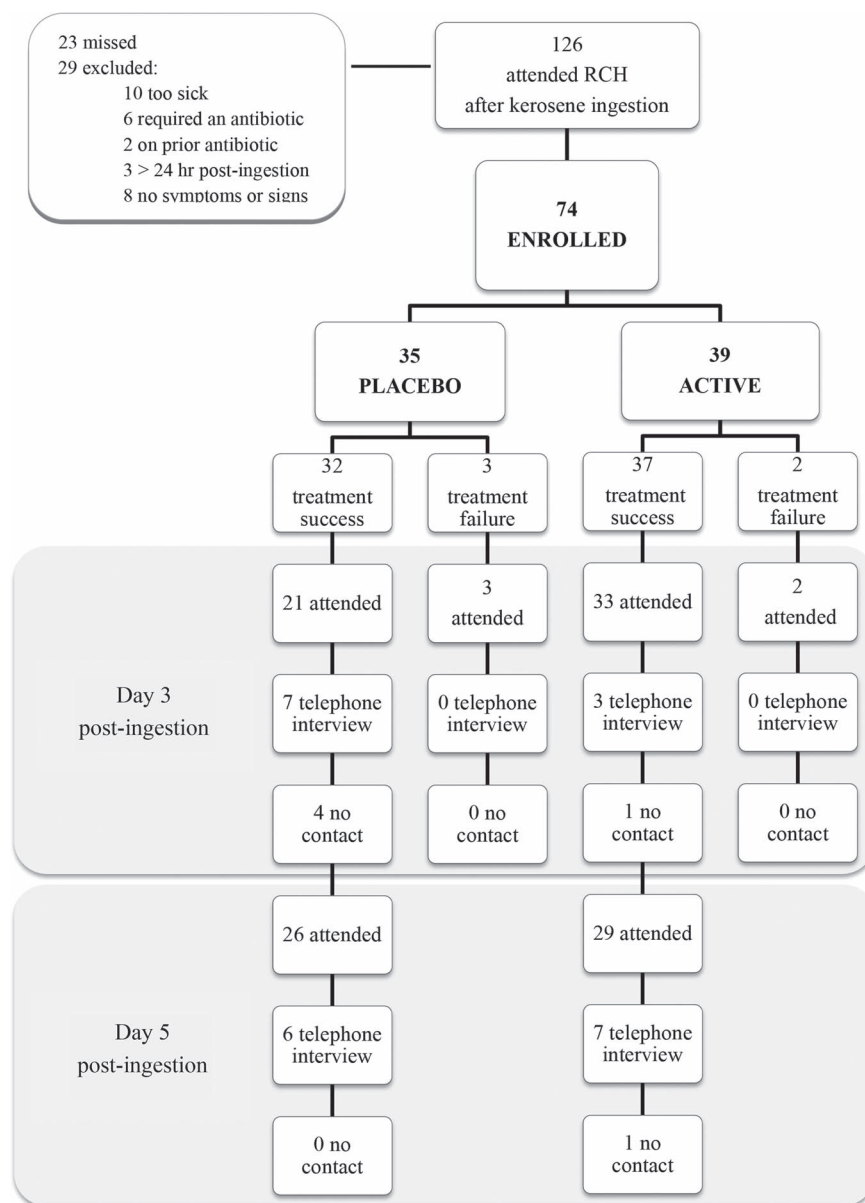 23 missed
29 excluded:
10 too sick
6 required an antibiotic
2 on prior antibiotic
3 > 24 hr post-ingestion
8 no symptoms or signs
126
attended RCH
after kerosene ingestion
74
ENROLLED
35
PLACEBO
39
ACTIVE
32
treatment
success
3
treatment
failure
37
treatment
success
2
treatment
failure
Day 3
post-ingestion
21 attended
3
attended
33 attended
2
attended
7 telephone
interview
0 telephone
interview
3 telephone
interview
0 telephone
interview
4 no
contact
0 no
contact
1 no
contact
0 no
contact
Day 5
post-ingestion
26 attended
29 attended
6 telephone
interview
7 telephone
interview
0 no
contact
1 no
contact